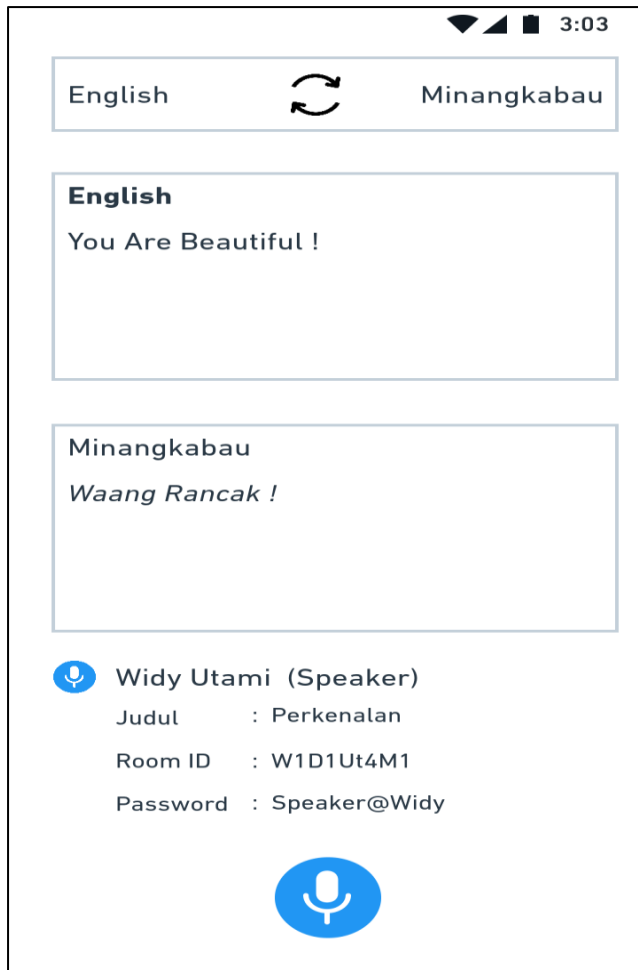 3:03
English Minangkabau
English
You Are Beautiful !
Minangkabau
Waang Rancak !
Widy Utami (Speaker)
Judul : Perkenalan
Room ID : W1D1Ut4M1
Password : Speaker@Widy